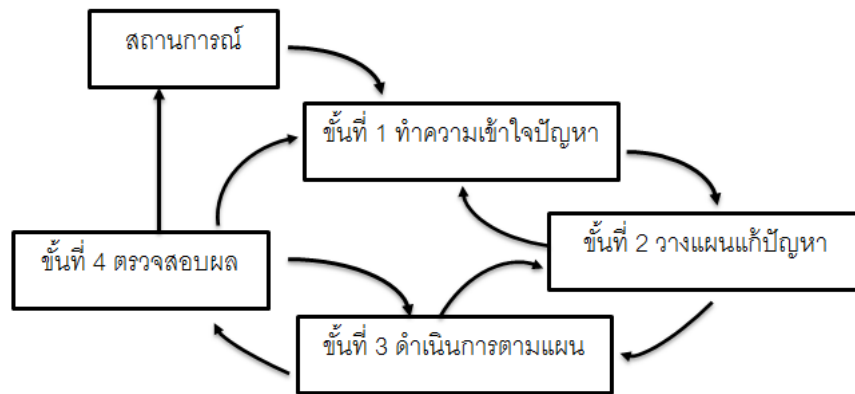 สถานการณ์
ขั้นที่ 1 ทำความเข้าใจปัญหา
ขั้นที่ 2 วางแผนแก้ปัญหา
ขั้นที่ 4 ตรวจสอบผล
ขั้นที่ 3 ดำเนินการตามแผน